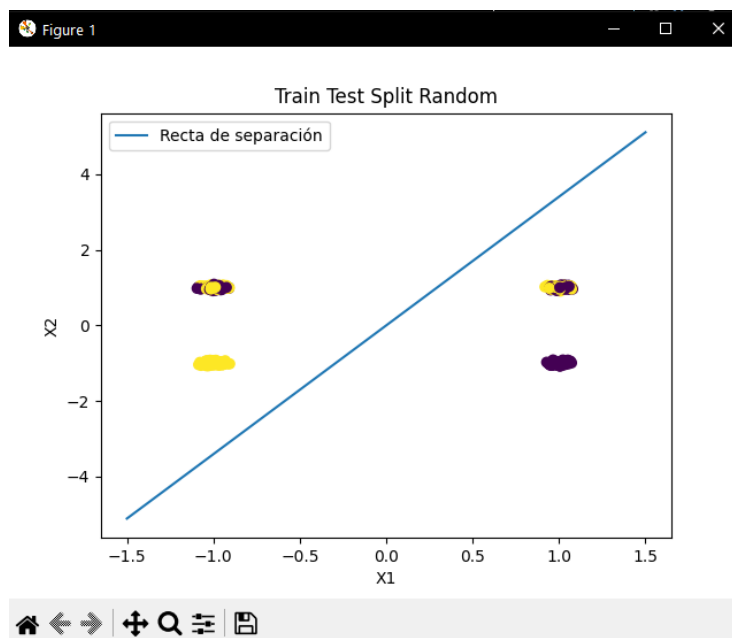 Figure 1
Train Test Split Random
Recta de separación
4
2
0
−2
−4
X2
−1.5 −1.0 −0.5 0.0 0.5 1.0 1.5
X1